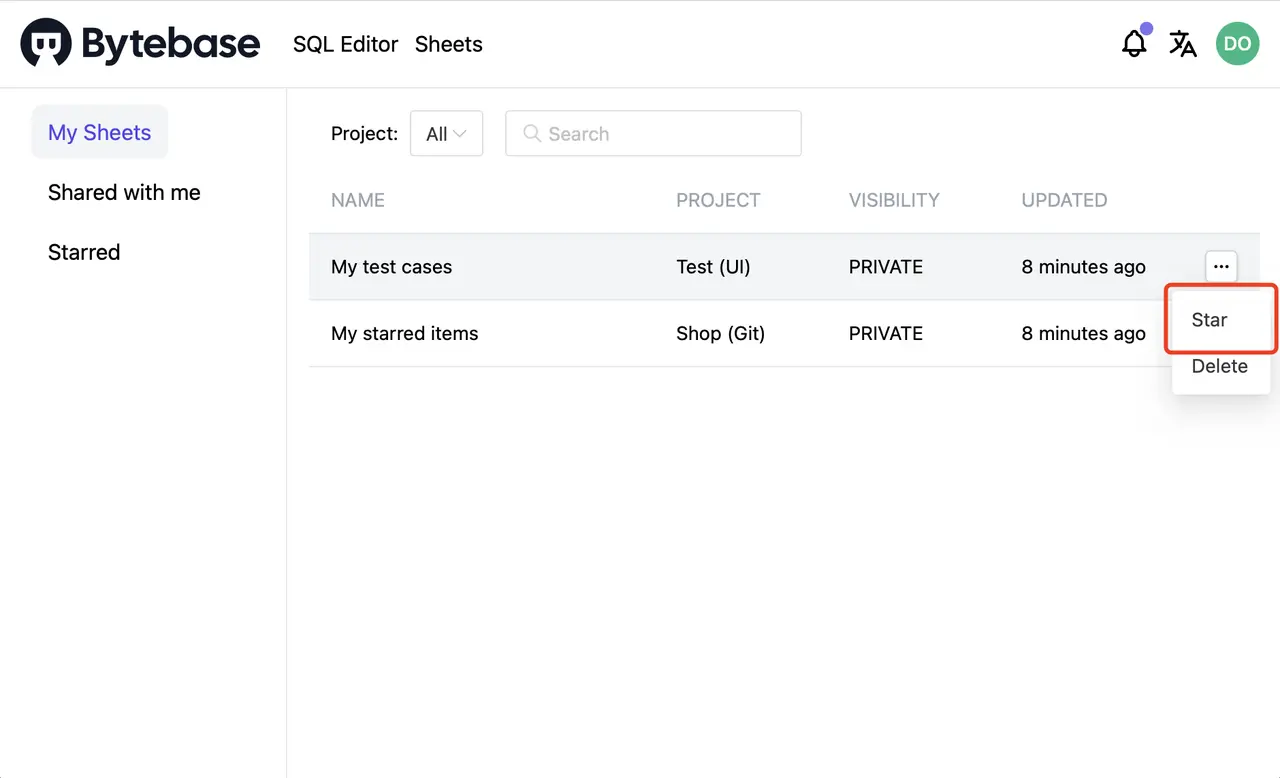 Bytebase SQL Editor Sheets DO
My Sheets
Shared with me
Starred
Project: All Search
NAME PROJECT VISIBILITY UPDATED
My test cases Test (UI) PRIVATE 8 minutes ago ...
My starred items Shop (Git) PRIVATE 8 minutes ago
Star
Delete